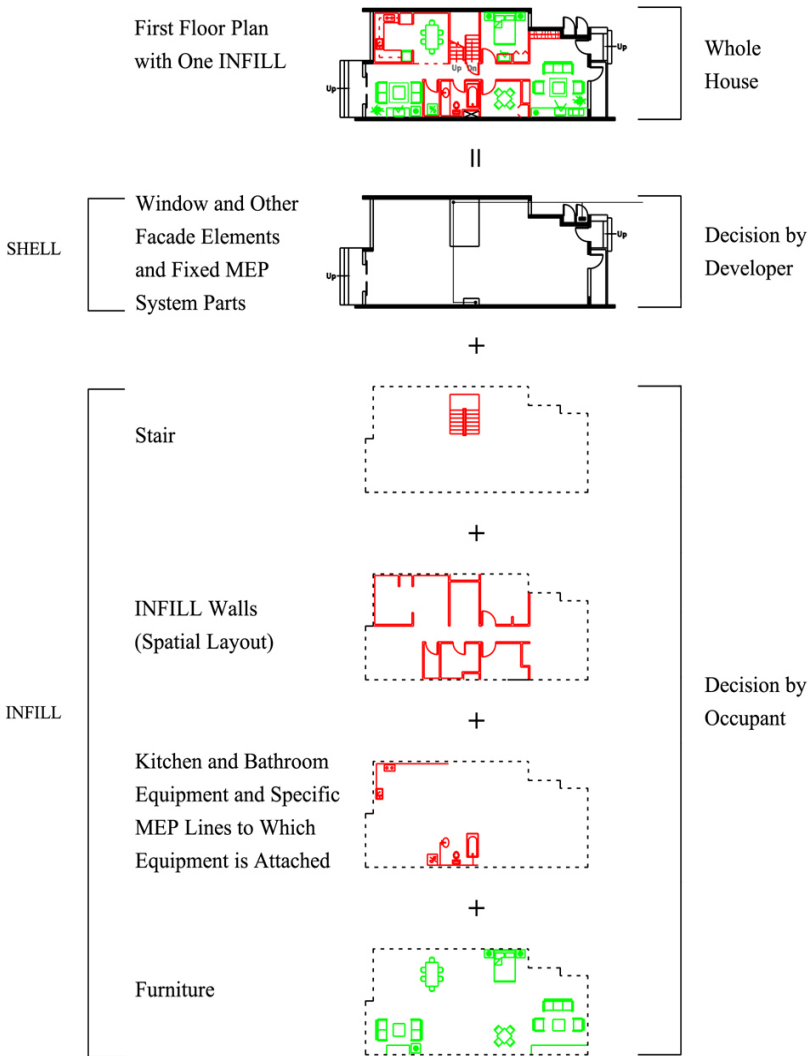 First Floor Plan
with One INFILL
Up Dn
Up
Up
Whole
House
=
SHELL
Window and Other
Facade Elements
and Fixed MEP
System Parts
Up
Up
Decision by
Developer
+
Stair
+
INFILL Walls
(Spatial Layout)
+
INFILL
Decision by
Occupant
Kitchen and Bathroom
Equipment and Specific
MEP Lines to Which
Equipment is Attached
+
Furniture